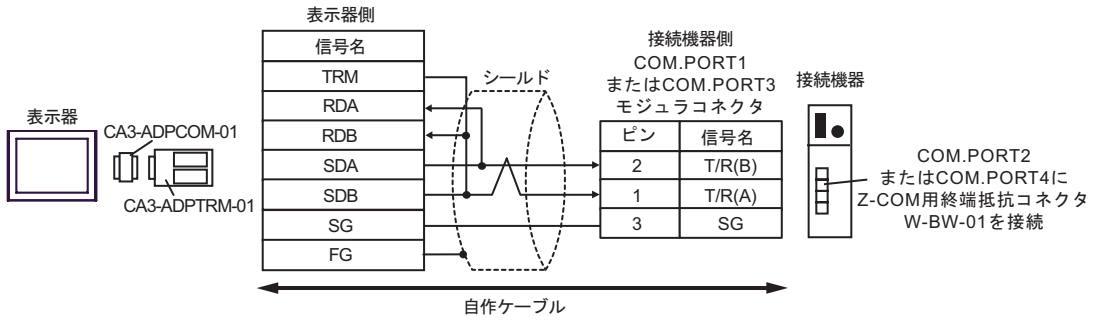 表示器
CA3-ADPCOM-01
CA3-ADPTRM-01
表示器側
信号名
TRM
RDA
RDB
SDA
SDB
SG
FG
シールド
接続機器側
COM.PORT1
またはCOM.PORT3
モジュラコネクタ
ピン 信号名
2 T/R(B)
1 T/R(A)
3 SG
接続機器
COM.PORT2
またはCOM.PORT4に
Z-COM用終端抵抗コネクタ
W-BW-01を接続
自作ケーブル